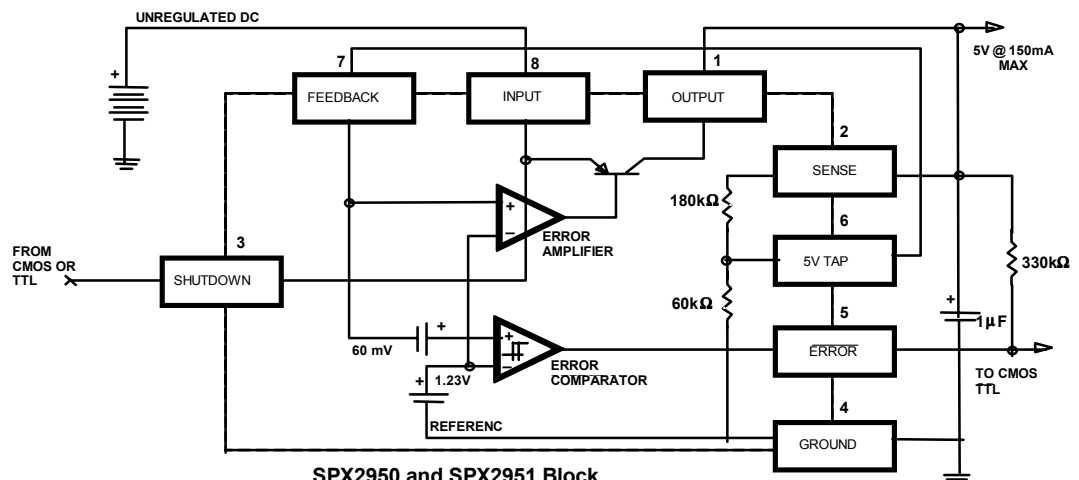 UNREGULATED DC
7
8
1
5V @ 150mA
MAX
FEEDBACK
INPUT
OUTPUT
2
SENSE
180kΩ
+
−
ERROR
AMPLIFIER
6
5V TAP
330kΩ
FROM
CMOS OR
TTL
3
SHUTDOWN
60kΩ
5
ERROR
+
1µF
60 mV
+
+
−
ERROR
COMPARATOR
TO CMOS
TTL
+
1.23V
4
REFERENC
GROUND
+
SPX2950 and SPX2951 Block